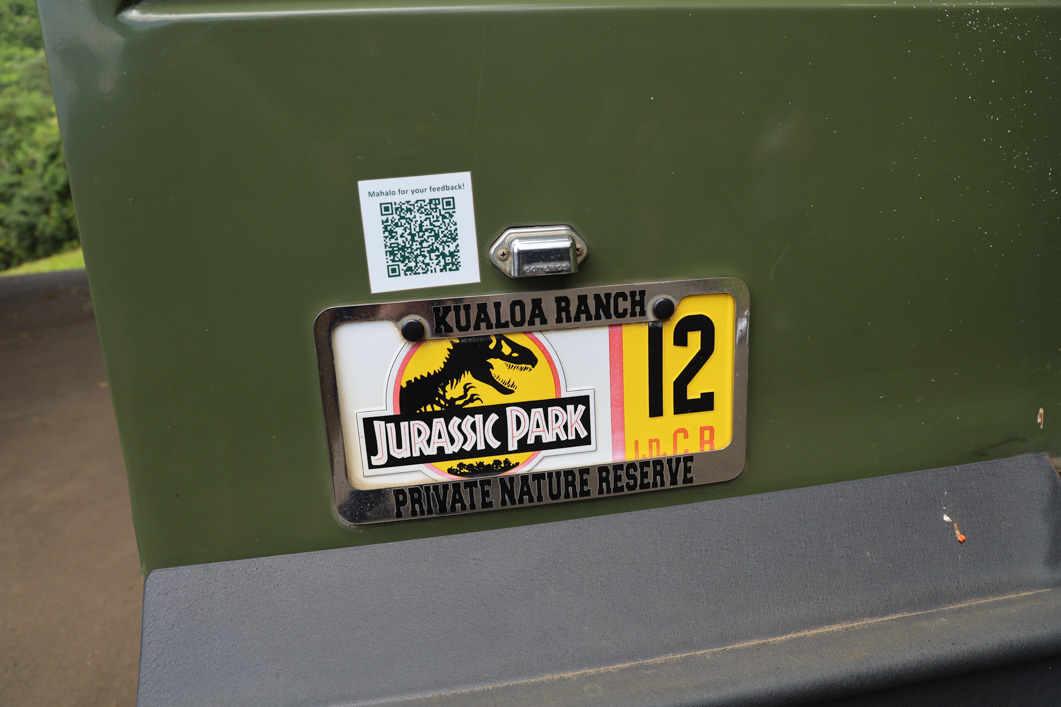 Mahalo for your feedback!
KUALOA RANCH
12
JURASSIC PARK
PRIVATE NATURE RESERVE